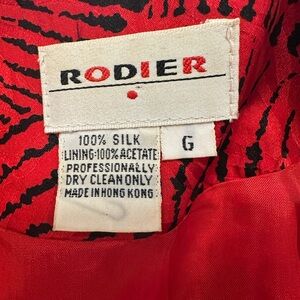 RODIER
100% SILK
LINING·100% ACETATE
PROFESSIONALLY
DRY CLEAN ONLY
MADE IN HONG KONG
G